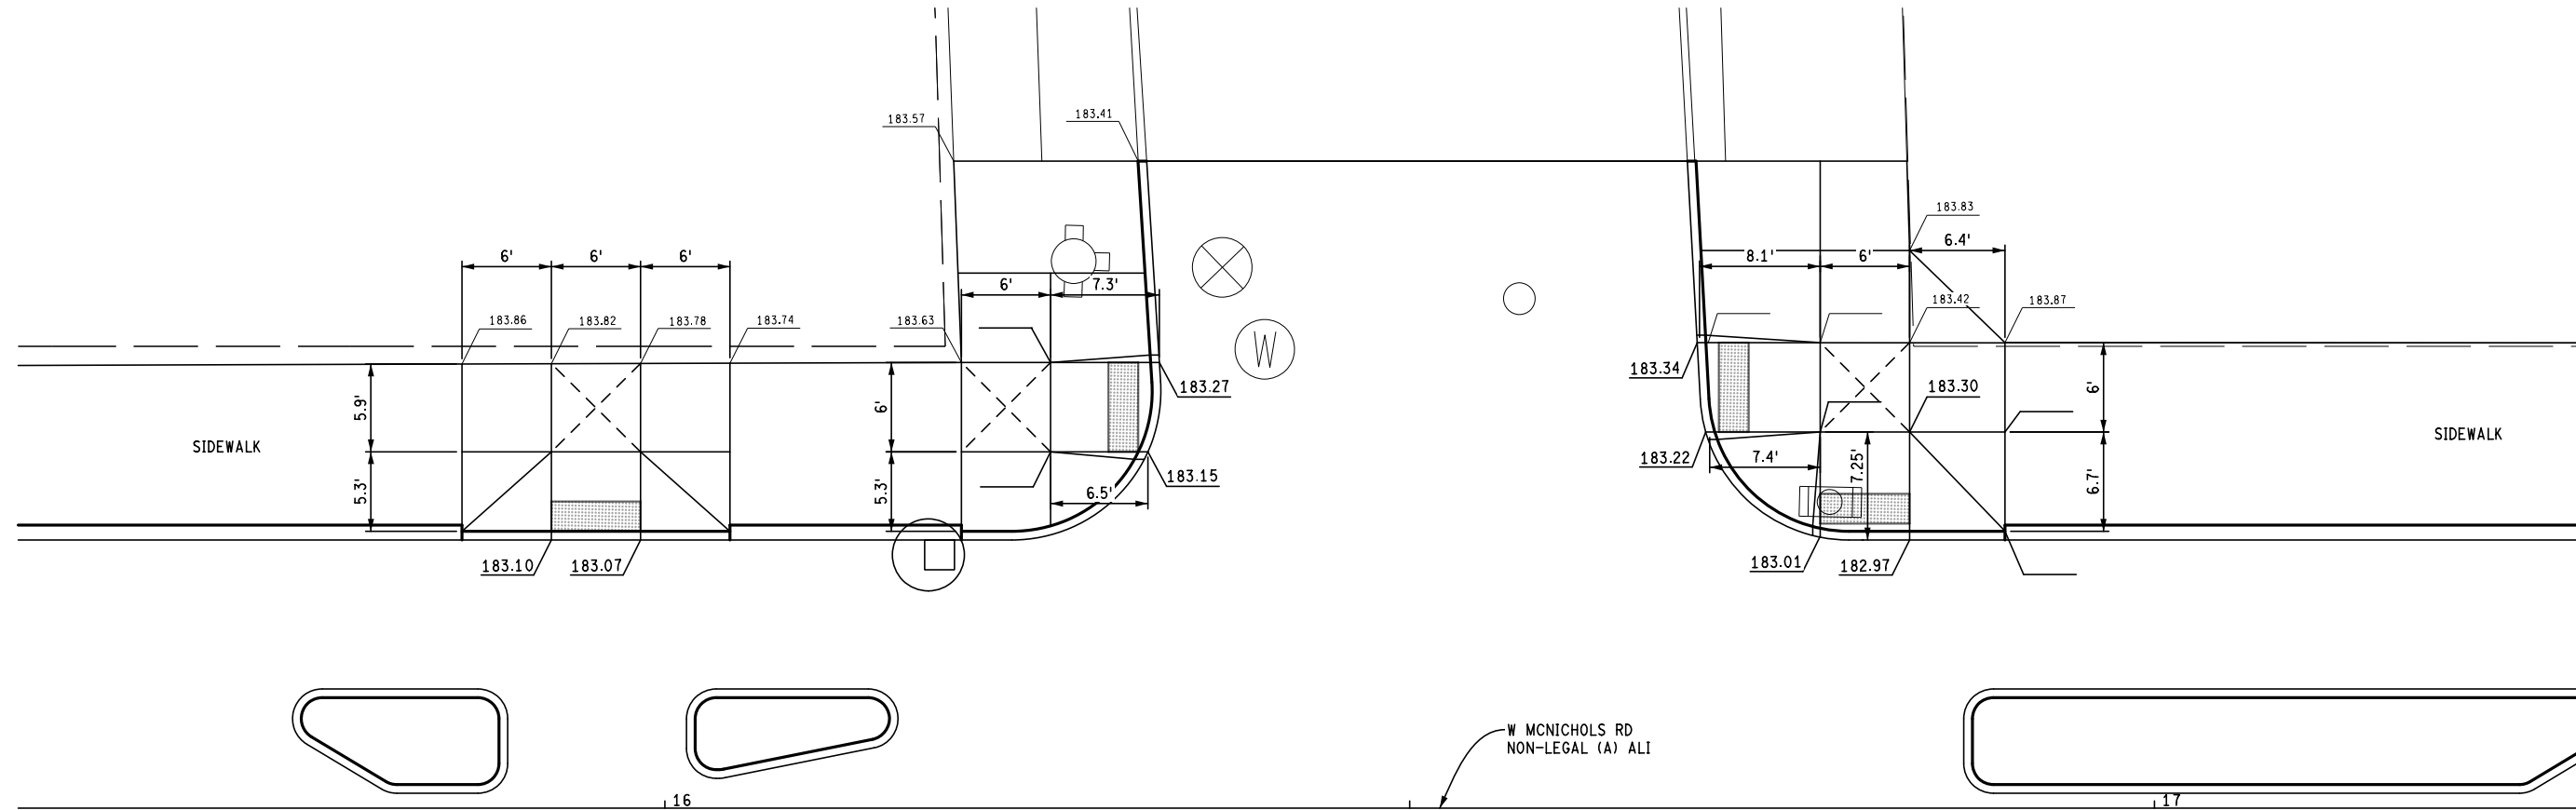 183.57
183.41
183.83
6' 6' 6'
8.1' 6' 6.4'
6' 7.3'
183.86 183.82 183.78 183.74 183.63
183.42 183.87
W
183.34
183.27
183.30
5.9'
6'
6'
SIDEWALK
SIDEWALK
183.22
7.4'
7.25'
183.15
6.5'
5.3'
5.3'
6.7'
183.10 183.07
183.01 182.97
W MCNICHOLS RD
NON-LEGAL (A) ALI
16
17